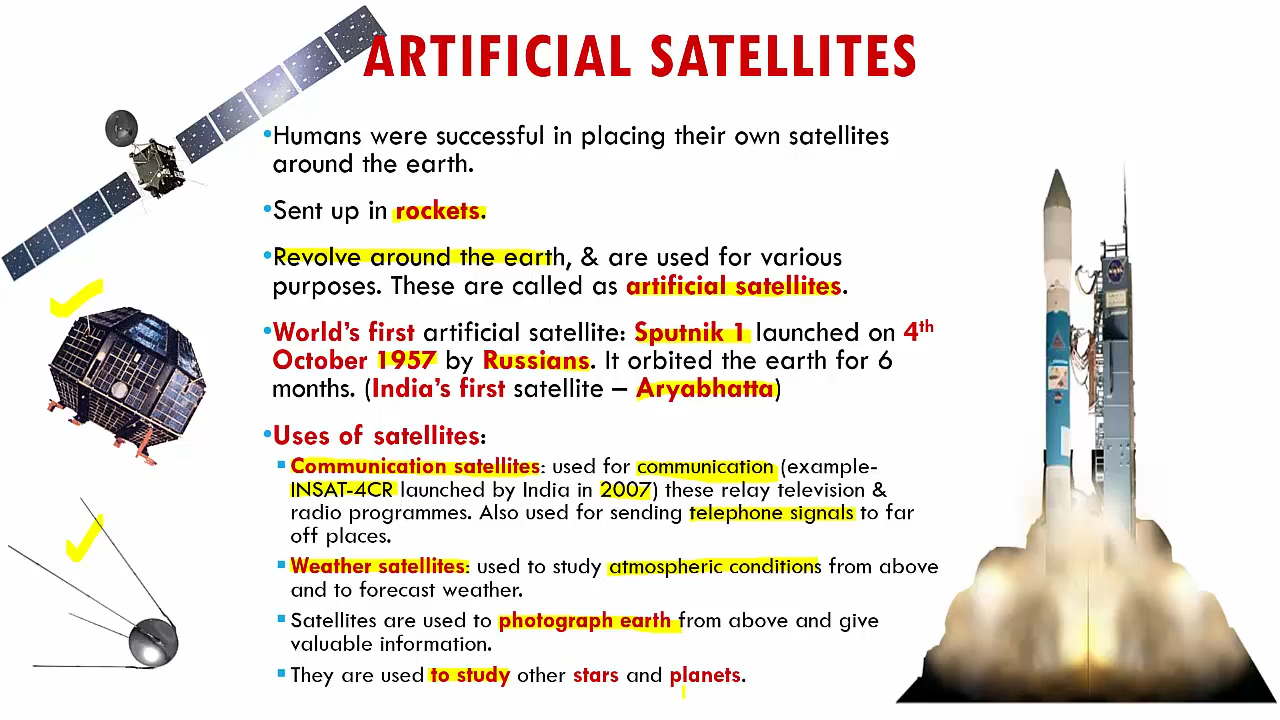 ARTIFICIAL SATELLITES
•Humans were successful in placing their own satellites
around the earth.
•Sent up in rockets.
•Revolve around the earth, & are used for various
purposes. These are called as artificial satellites.
•World's first artificial satellite: Sputnik 1 launched on 4th
October 1957 by Russians. It orbited the earth for 6
months. (India's first satellite – Aryabhatta)
•Uses of satellites:
▪Communication satellites: used for communication (example-
INSAT-4CR launched by India in 2007) these relay television &
radio programmes. Also used for sending telephone signals to far
off places.
▪Weather satellites: used to study atmospheric conditions from above
and to forecast weather.
▪Satellites are used to photograph earth from above and give
valuable information.
▪They are used to study other stars and planets.